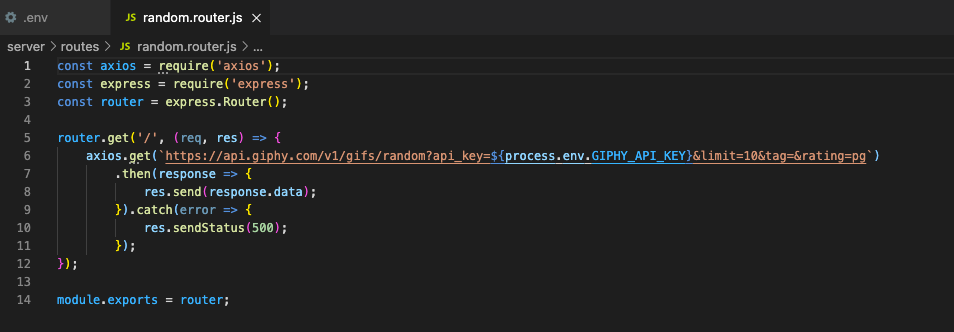 .env
JS random.router.js ×
server > routes > JS random.router.js > ...
1 const axios = require('axios');
2 const express = require('express');
3 const router = express.Router();
4
5 router.get('/', (req, res) => {
6 axios.get(`https://api.giphy.com/v1/gifs/random?api_key=${process.env.GIPHY_API_KEY}&limit=10&tag=&rating=pg`)
7 .then(response => {
8 res.send(response.data);
9 }).catch(error => {
10 res.sendStatus(500);
11 });
12 });
13
14 module.exports = router;